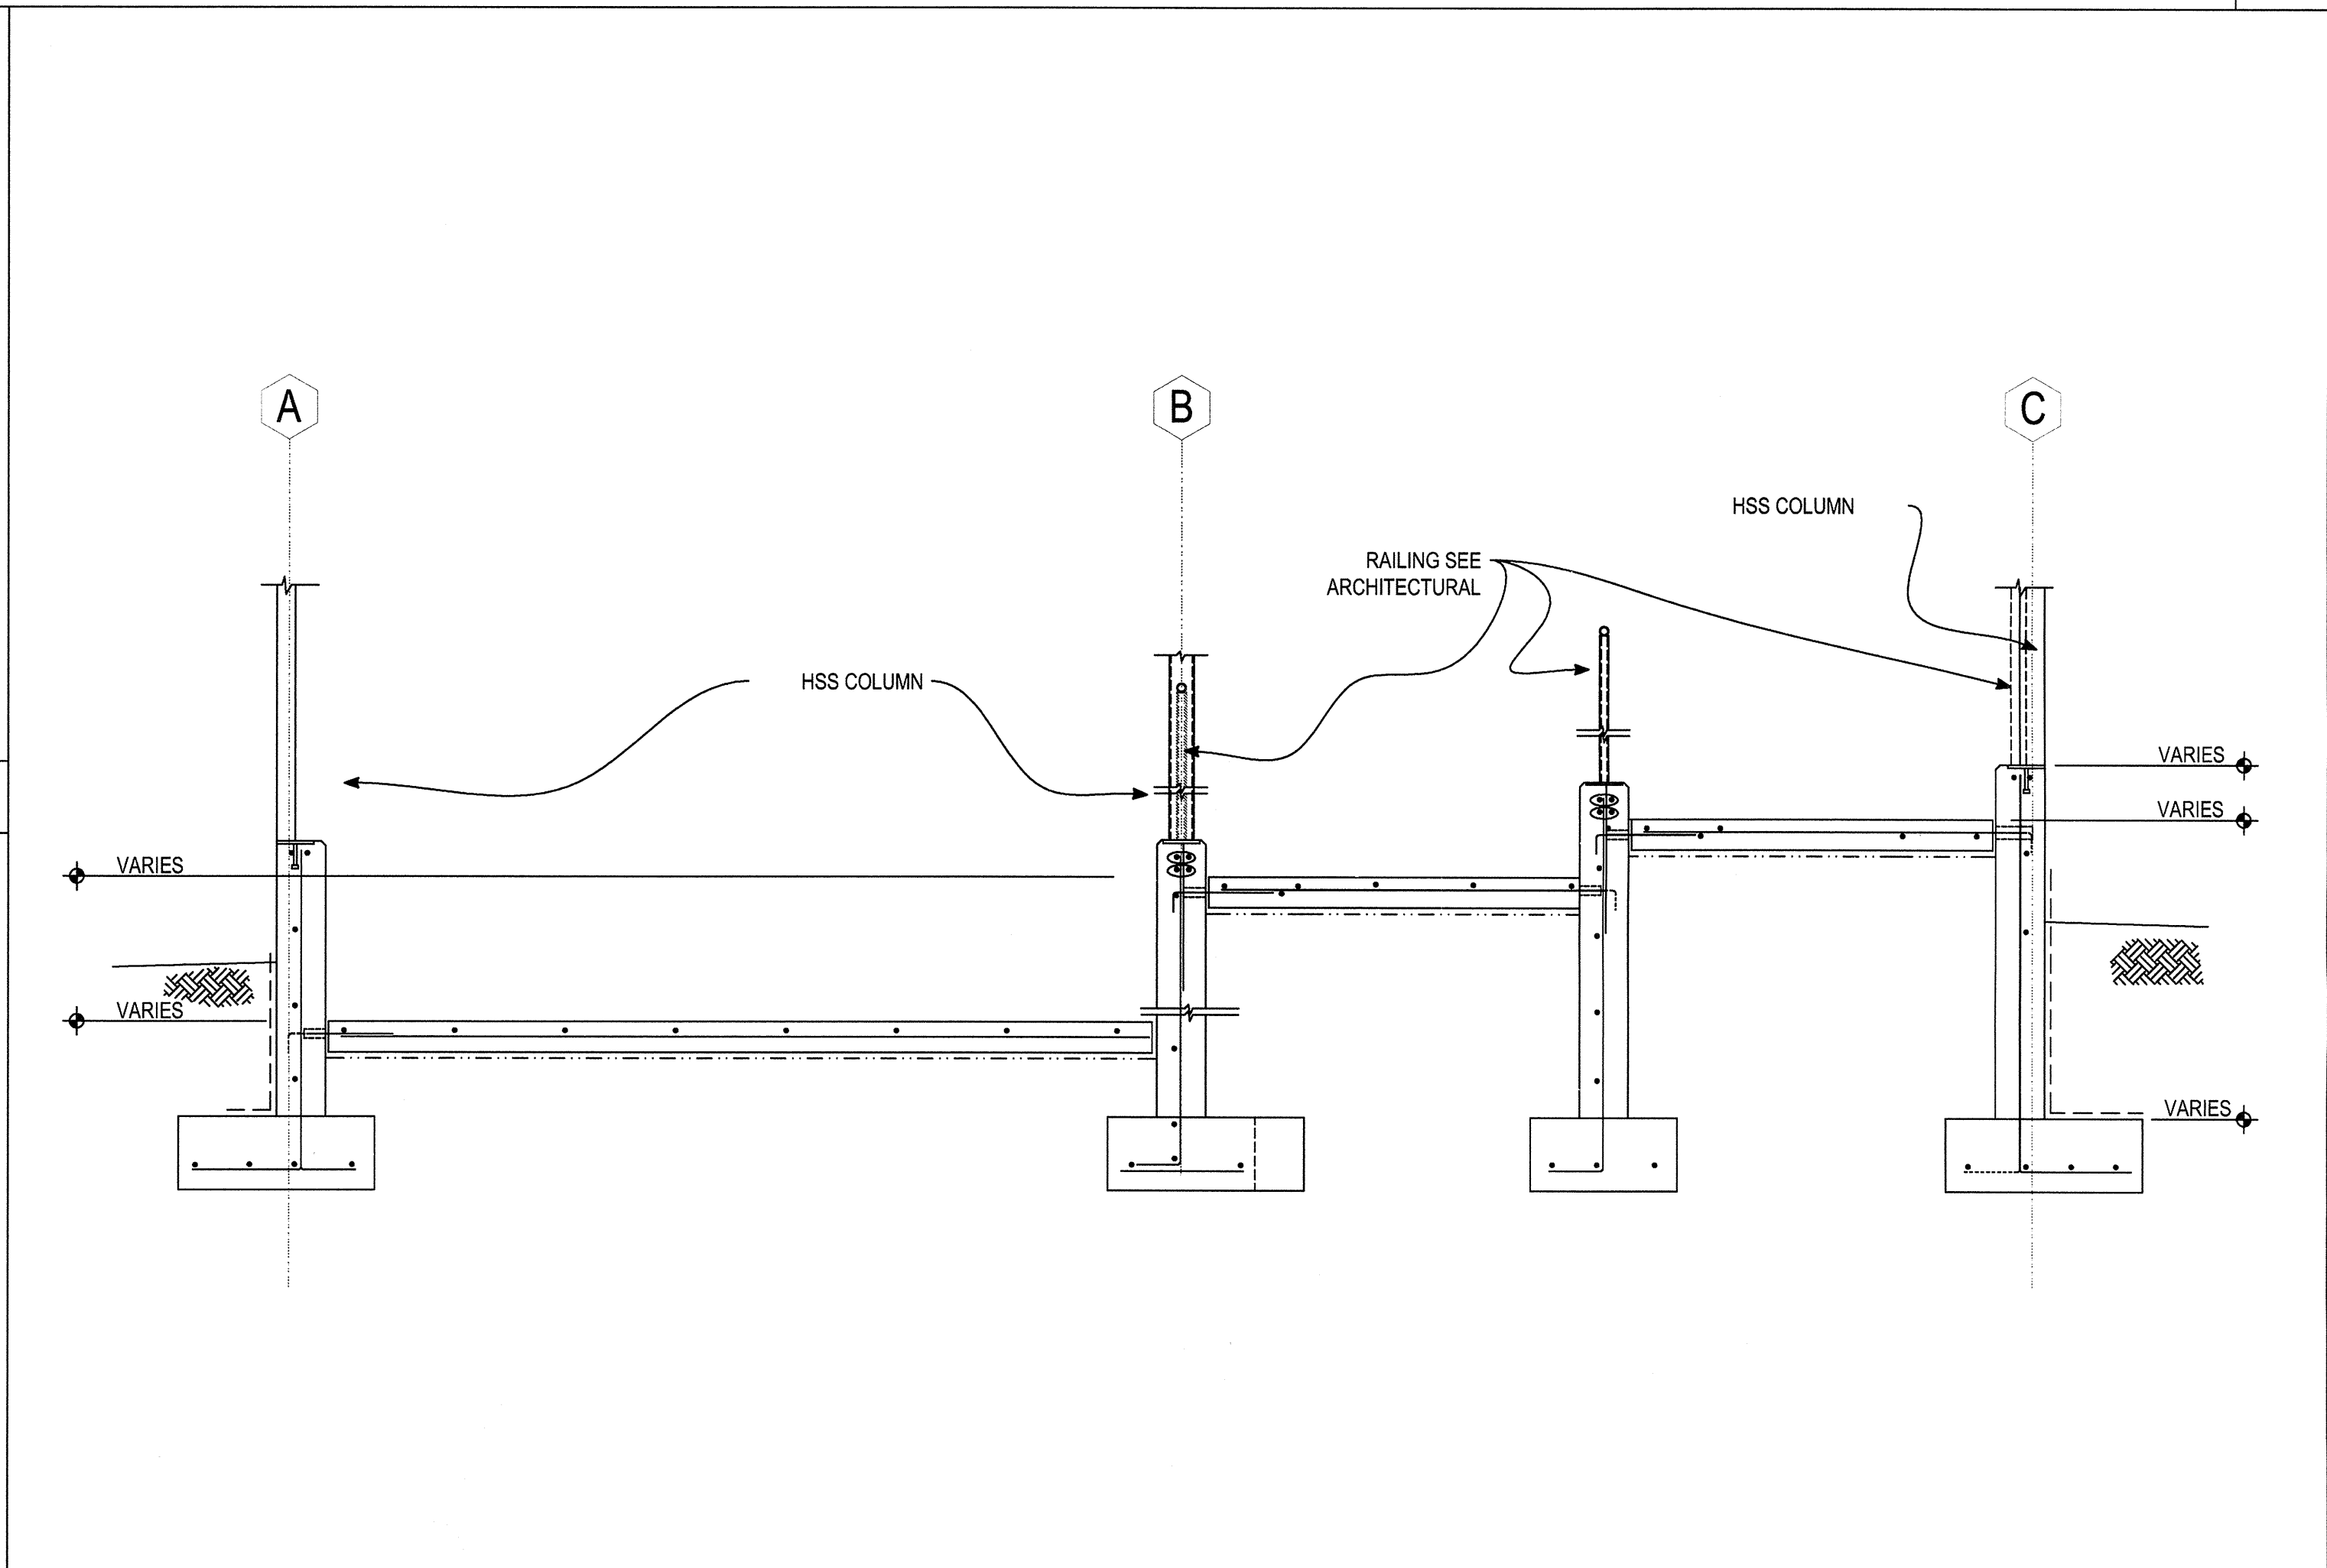 A
B
C
HSS COLUMN
RAILING SEE
ARCHITECTURAL
HSS COLUMN
VARIES
VARIES
VARIES
VARIES
VARIES